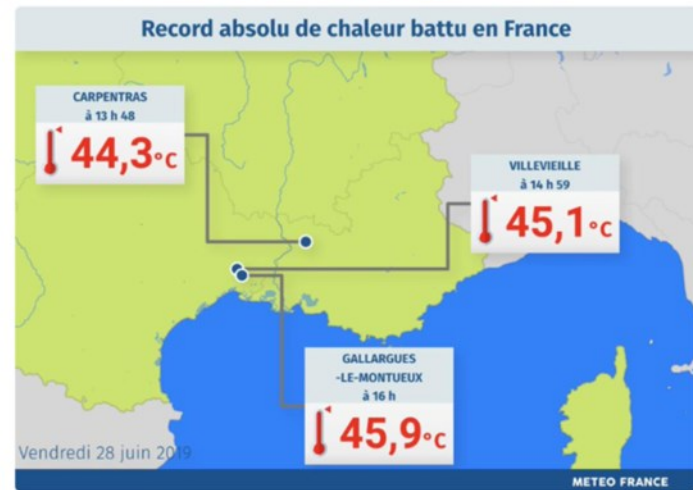 Record absolu de chaleur battu en France
CARPENTRAS
à 13 h 48
44,3°C
VILLEVIEILLE
à 14 h 59
45,1°C
GALLARGUES
-LE-MONTUEUX
à 16 h
45,9°C
Vendredi 28 juin 2019
METEO FRANCE